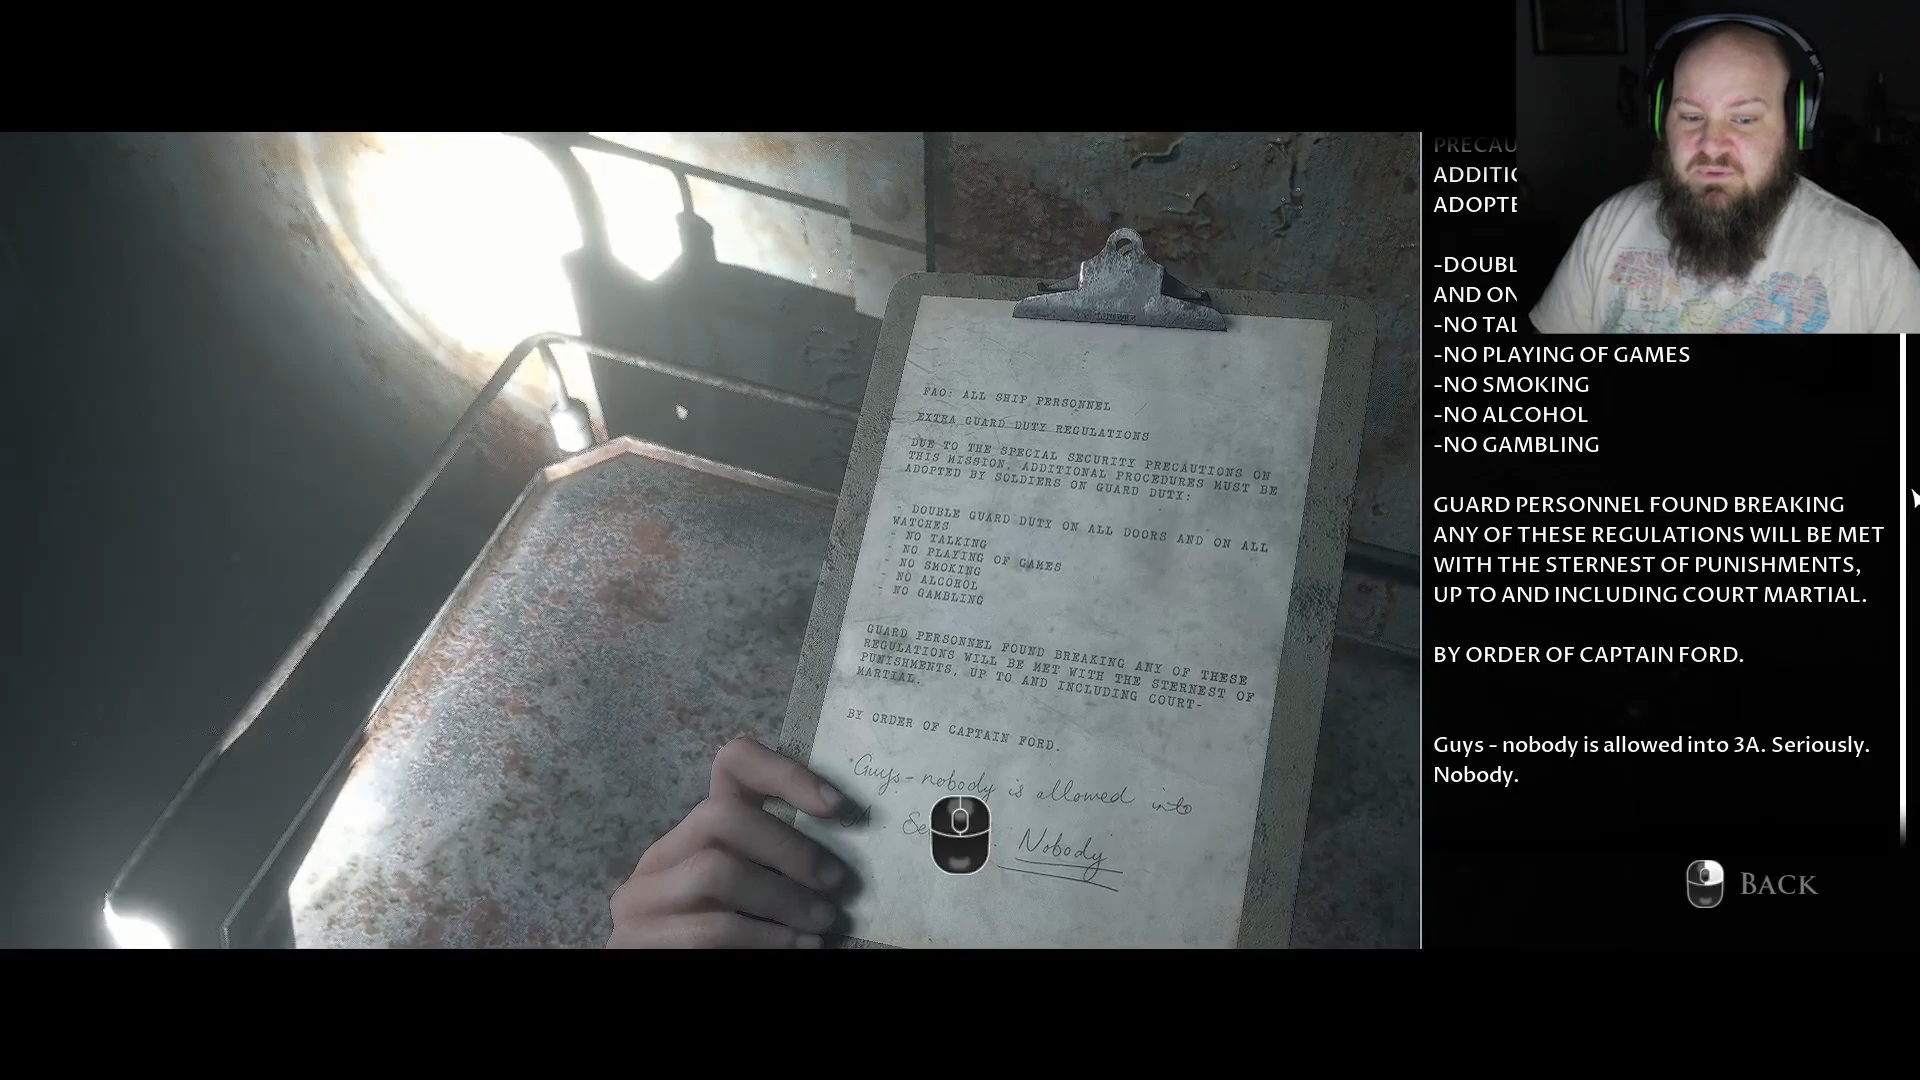 FAO: ALL SHIP PERSONNEL
EXTRA GUARD DUTY REGULATIONS
DUE TO THE SPECIAL SECURITY PRECAUTIONS ON
THIS MISSION, ADDITIONAL PROCEDURES MUST BE
ADOPTED BY SOLDIERS ON GUARD DUTY:
- DOUBLE GUARD DUTY ON ALL DOORS AND ON ALL
WATCHES
- NO TALKING
- NO PLAYING OF GAMES
- NO SMOKING
- NO ALCOHOL
- NO GAMBLING
GUARD PERSONNEL FOUND BREAKING ANY OF THESE
REGULATIONS WILL BE MET WITH THE STERNEST OF
PUNISHMENTS, UP TO AND INCLUDING COURT-
MARTIAL.
BY ORDER OF CAPTAIN FORD.
Guys - nobody is allowed into
Nobody
PRECAU
ADDITIO
ADOPTE
-DOUBL
AND ON
-NO TAL
-NO PLAYING OF GAMES
-NO SMOKING
-NO ALCOHOL
-NO GAMBLING
GUARD PERSONNEL FOUND BREAKING
ANY OF THESE REGULATIONS WILL BE MET
WITH THE STERNEST OF PUNISHMENTS,
UP TO AND INCLUDING COURT MARTIAL.
BY ORDER OF CAPTAIN FORD.
Guys - nobody is allowed into 3A. Seriously.
Nobody.
BACK